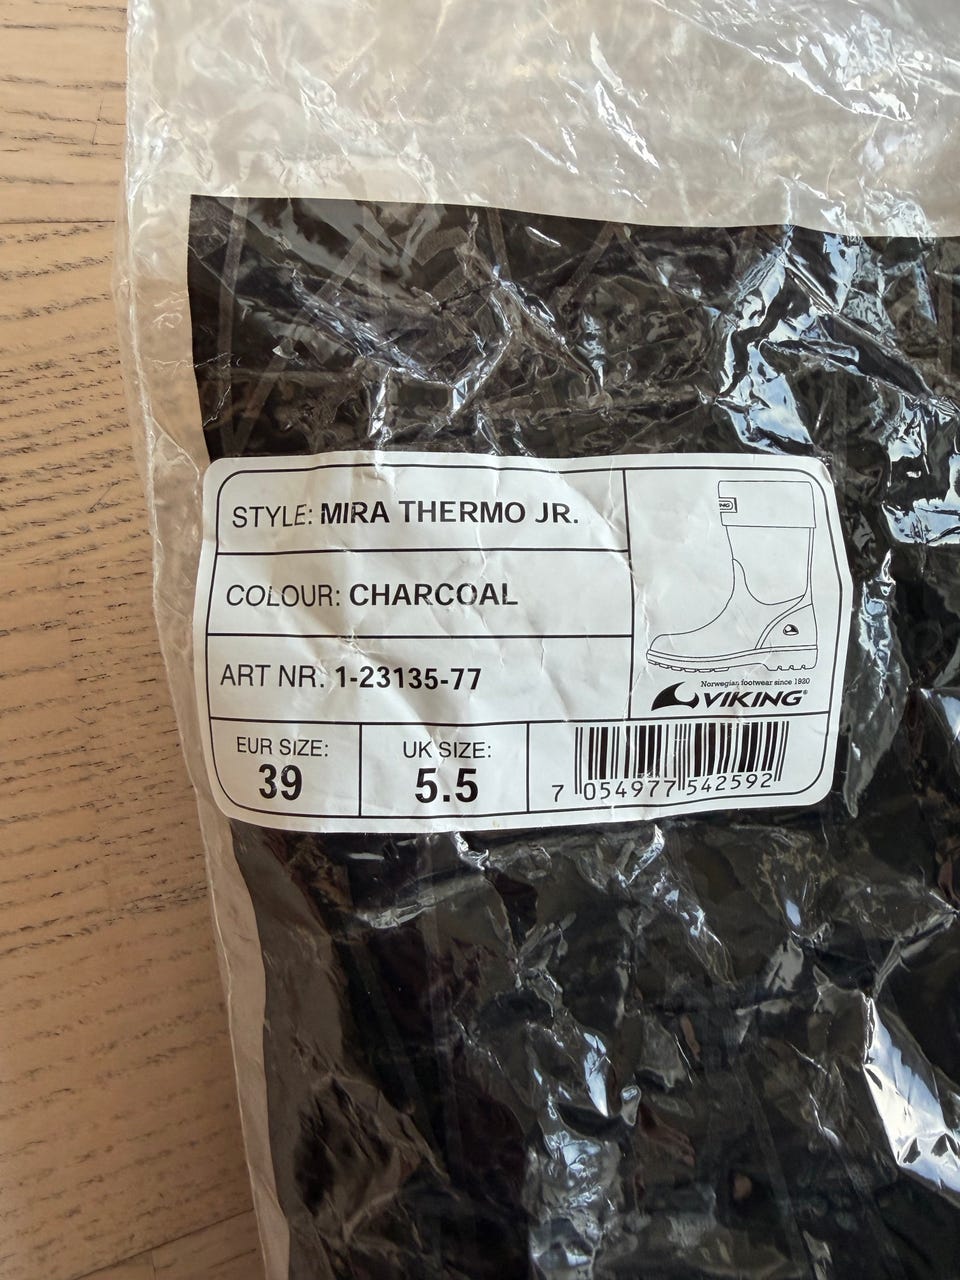 STYLE: MIRA THERMO JR.
COLOUR: CHARCOAL
ART NR. 1-23135-77
Norwegian footwear since 1920
VIKING®
EUR SIZE:
39
UK SIZE:
5.5
7 054977 542592